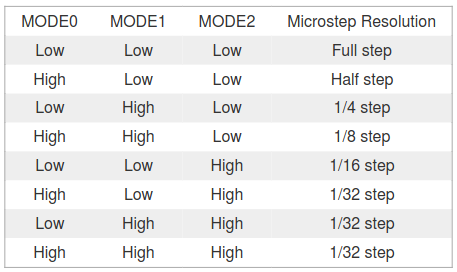 MODE0 MODE1 MODE2 Microstep Resolution
Low Low Low Full step
High Low Low Half step
Low High Low 1/4 step
High High Low 1/8 step
Low Low High 1/16 step
High Low High 1/32 step
Low High High 1/32 step
High High High 1/32 step